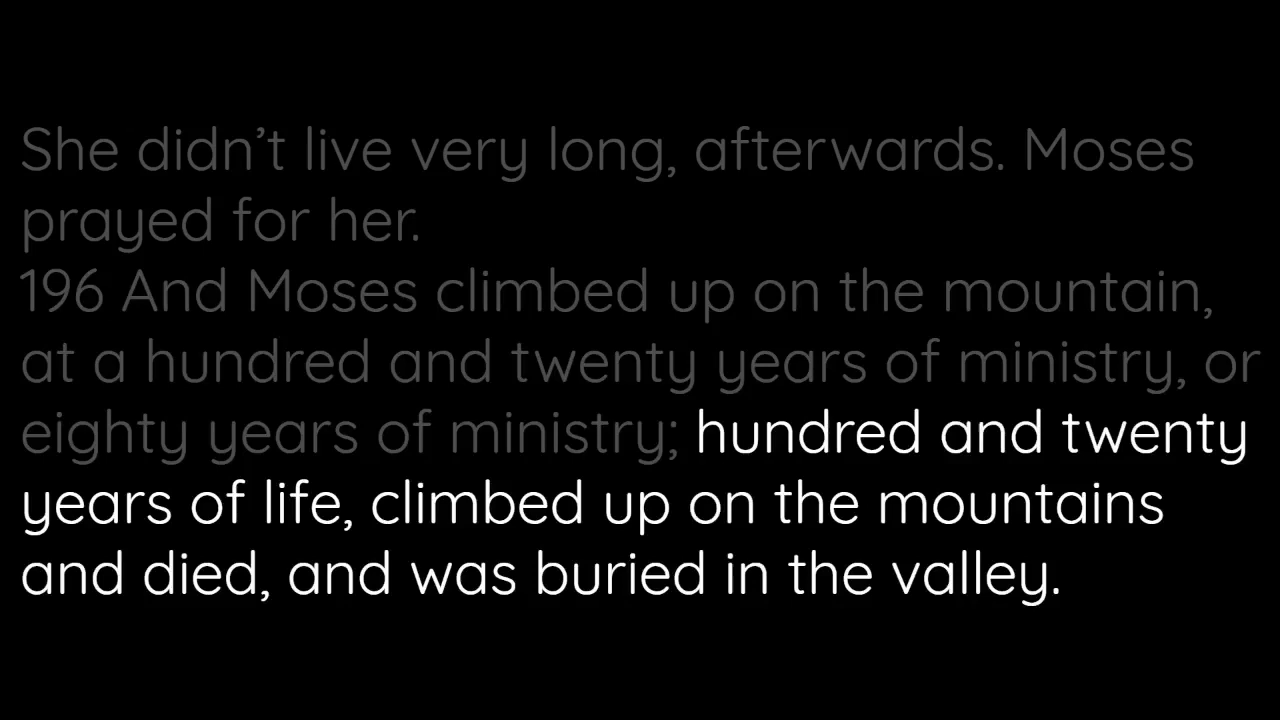 She didn’t live very long, afterwards. Moses
prayed for her.
196 And Moses climbed up on the mountain,
at a hundred and twenty years of ministry, or
eighty years of ministry; hundred and twenty
years of life, climbed up on the mountains
and died, and was buried in the valley.